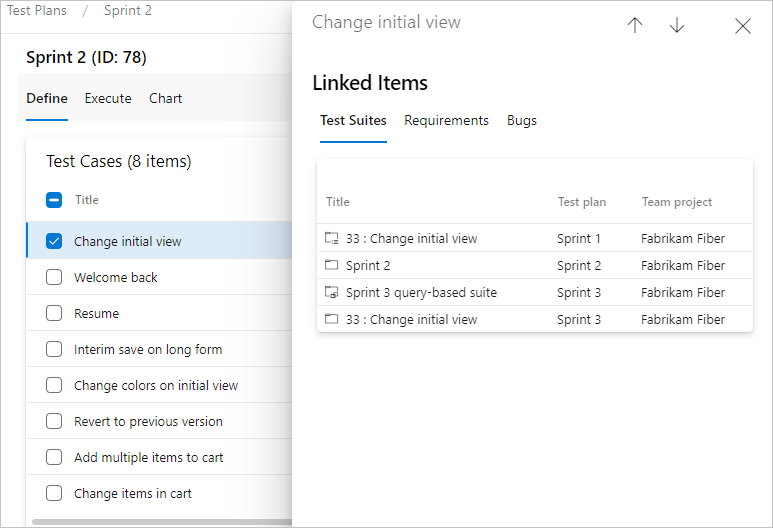 Test Plans / Sprint 2
Sprint 2 (ID: 78)
Define Execute Chart
Test Cases (8 items)
Title
Change initial view
Welcome back
Resume
Interim save on long form
Change colors on initial view
Revert to previous version
Add multiple items to cart
Change items in cart
Change initial view
Linked Items
Test Suites Requirements Bugs
Title Test plan Team project
33 : Change initial view Sprint 1 Fabrikam Fiber
Sprint 2 Sprint 2 Fabrikam Fiber
Sprint 3 query-based suite Sprint 3 Fabrikam Fiber
33 : Change initial view Sprint 3 Fabrikam Fiber